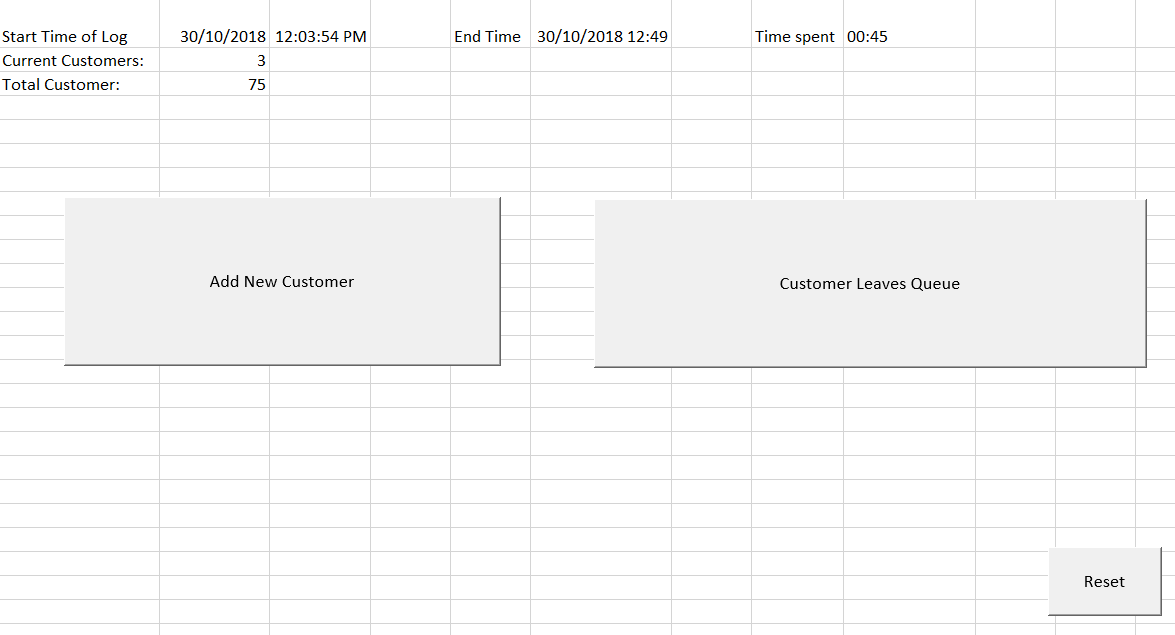 Start Time of Log 30/10/2018 12:03:54 PM End Time 30/10/2018 12:49 Time spent 00:45
Current Customers: 3
Total Customer: 75
Add New Customer
Customer Leaves Queue
Reset